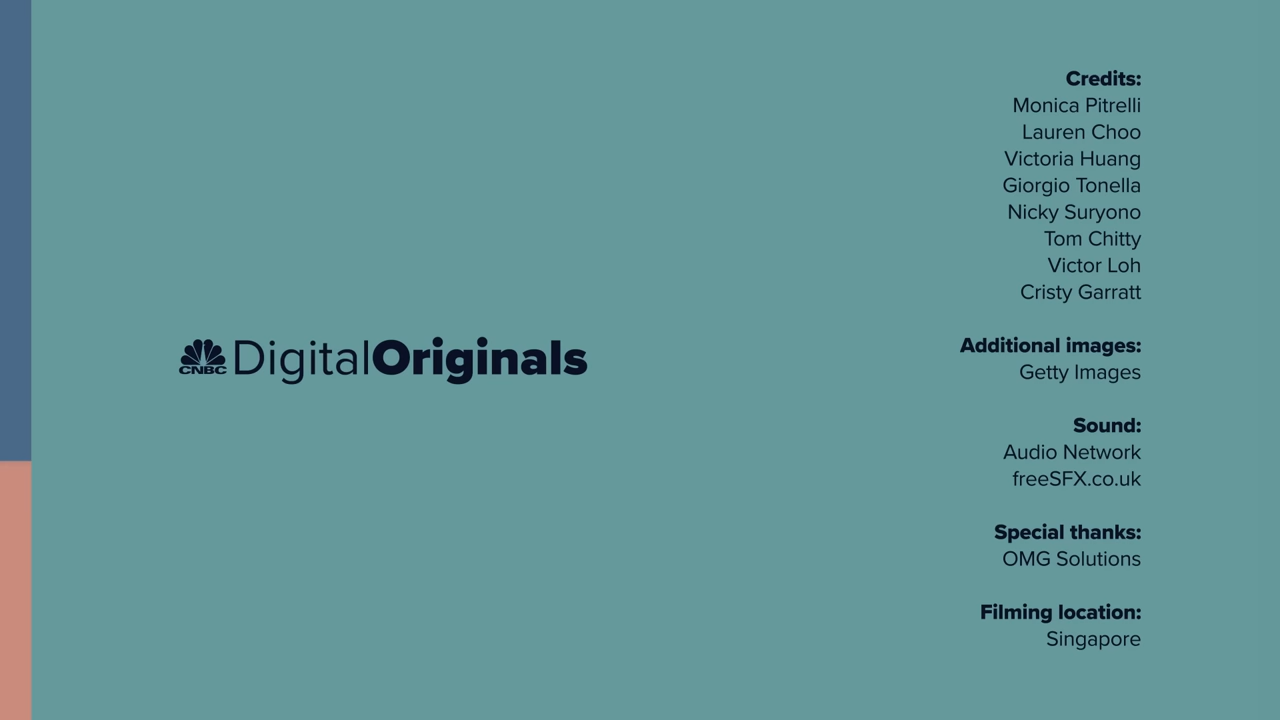 CNBC DigitalOriginals
Credits:
Monica Pitrelli
Lauren Choo
Victoria Huang
Giorgio Tonella
Nicky Suryono
Tom Chitty
Victor Loh
Cristy Garratt
Additional images:
Getty Images
Sound:
Audio Network
freeSFX.co.uk
Special thanks:
OMG Solutions
Filming location:
Singapore